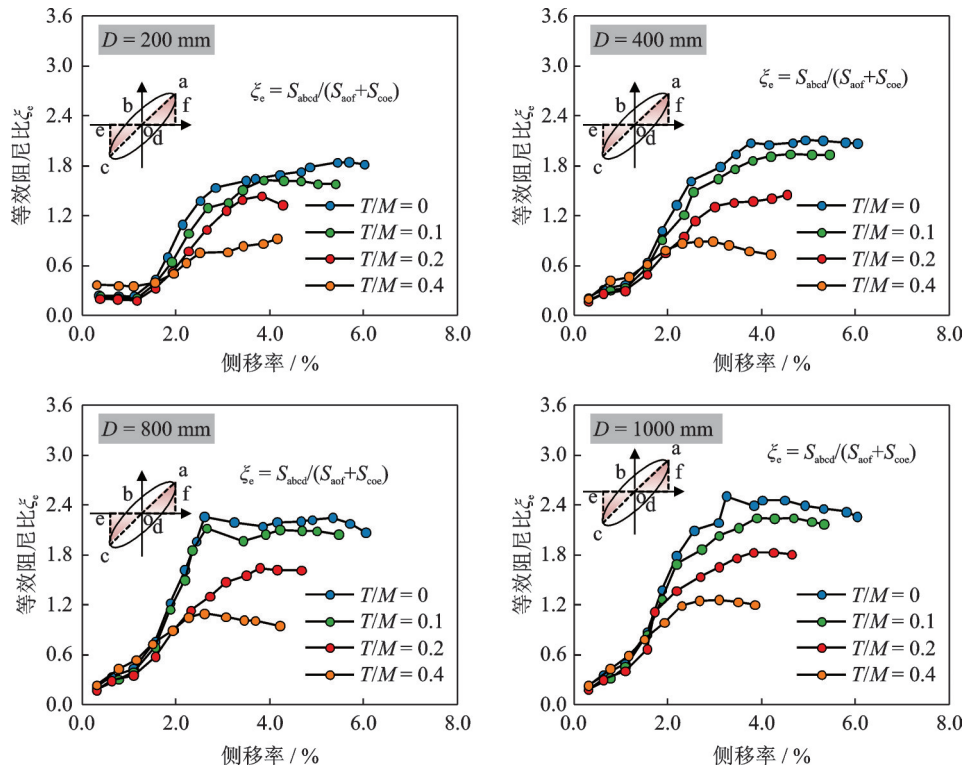 3.6
3.0
2.4
1.8
1.2
0.6
0.0
等效阻尼比ξe
D = 200 mm
ξe = Sabcd/(Saof+Scoe)
a
b
f
e
o
d
c
T/M = 0
T/M = 0.1
T/M = 0.2
T/M = 0.4
0.0 2.0 4.0 6.0 8.0
侧移率 / %
3.6
3.0
2.4
1.8
1.2
0.6
0.0
等效阻尼比ξe
D = 400 mm
ξe = Sabcd/(Saof+Scoe)
a
b
f
e
o
d
c
T/M = 0
T/M = 0.1
T/M = 0.2
T/M = 0.4
0.0 2.0 4.0 6.0 8.0
侧移率 / %
3.6
3.0
2.4
1.8
1.2
0.6
0.0
等效阻尼比ξe
D = 800 mm
ξe = Sabcd/(Saof+Scoe)
a
b
f
e
o
d
c
T/M = 0
T/M = 0.1
T/M = 0.2
T/M = 0.4
0.0 2.0 4.0 6.0 8.0
侧移率 / %
3.6
3.0
2.4
1.8
1.2
0.6
0.0
等效阻尼比ξe
D = 1000 mm
ξe = Sabcd/(Saof+Scoe)
a
b
f
e
o
d
c
T/M = 0
T/M = 0.1
T/M = 0.2
T/M = 0.4
0.0 2.0 4.0 6.0 8.0
侧移率 / %